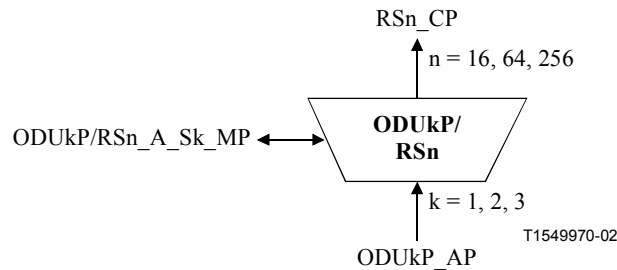 RSn_CP
n = 16, 64, 256
ODUkP/RSn_A_Sk_MP
ODUkP/
RSn
k = 1, 2, 3
T1549970-02
ODUkP_AP